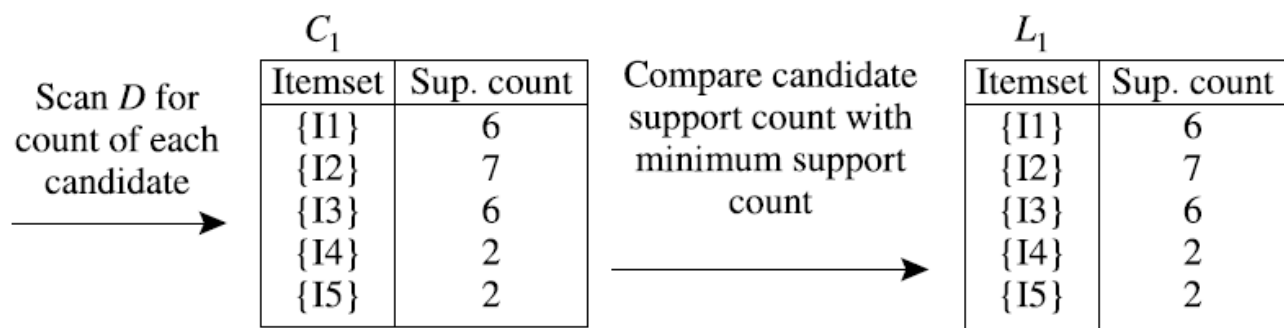 Scan D for
count of each
candidate
C1
Itemset Sup. count
{I1} 6
{I2} 7
{I3} 6
{I4} 2
{I5} 2
Compare candidate
support count with
minimum support
count
L1
Itemset Sup. count
{I1} 6
{I2} 7
{I3} 6
{I4} 2
{I5} 2